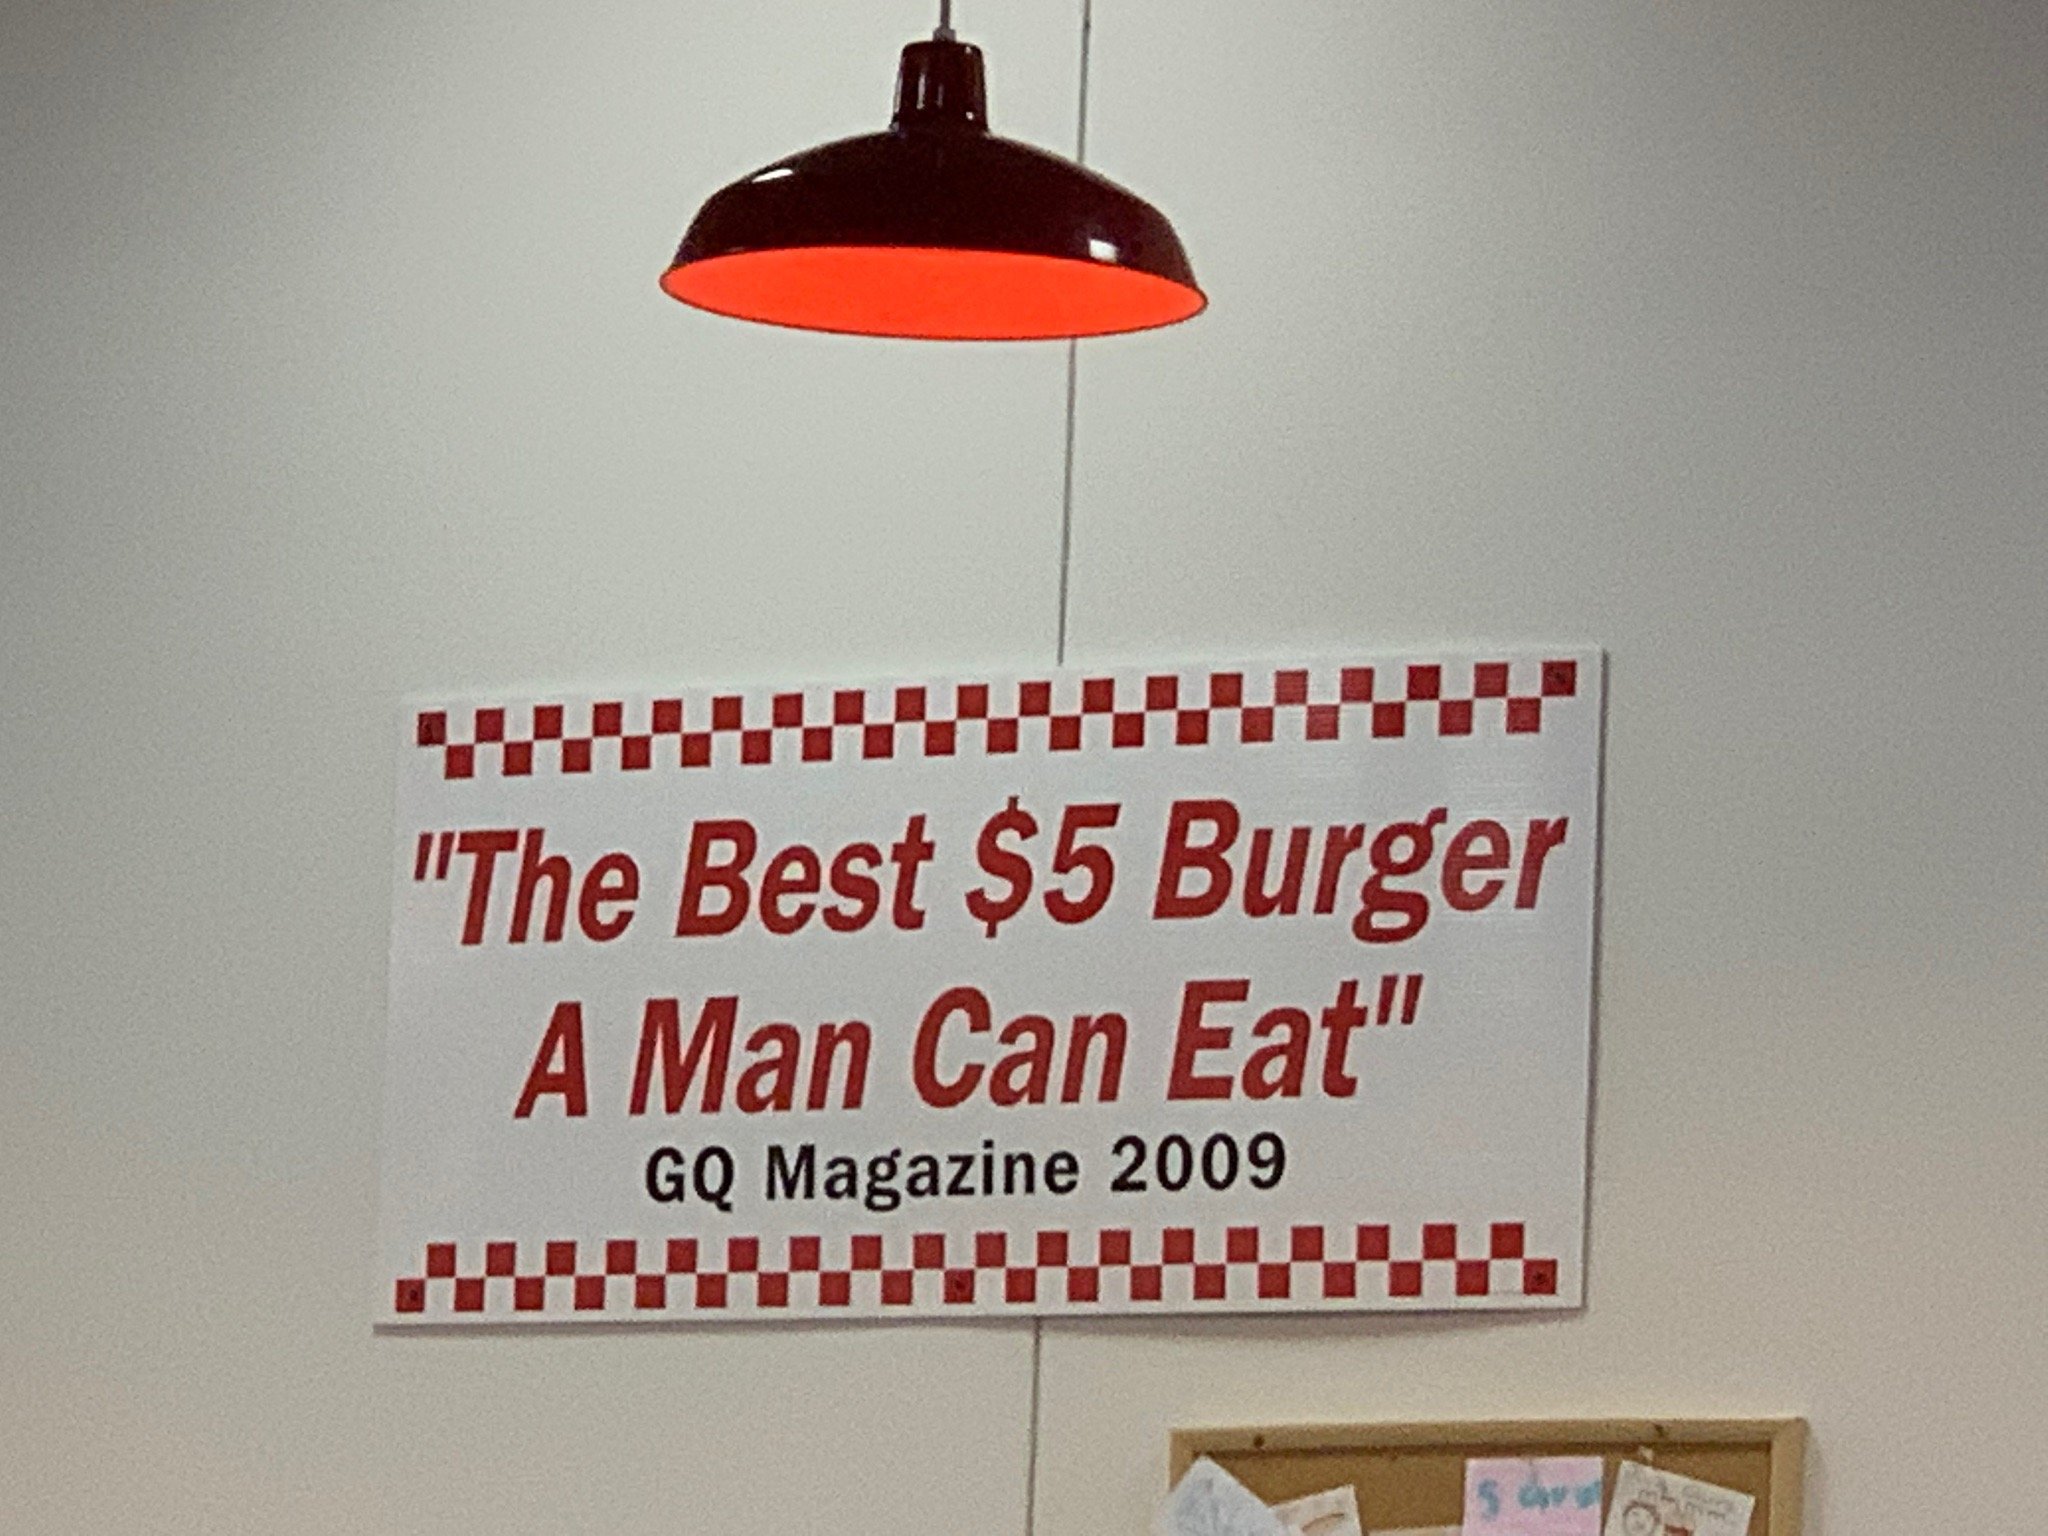 "The Best $5 Burger
A Man Can Eat"
GQ Magazine 2009